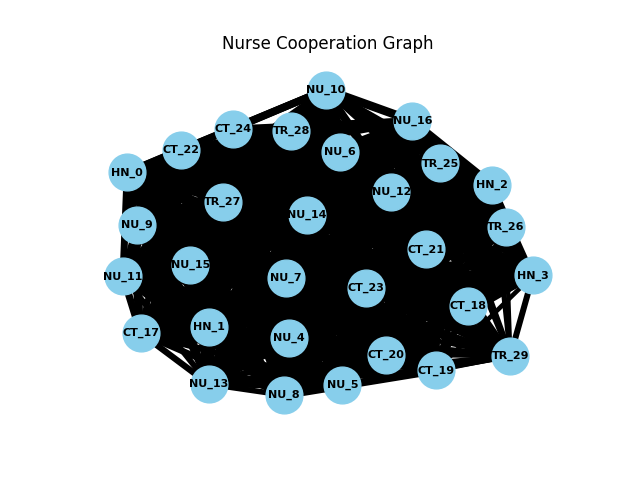 Nurse Cooperation Graph
NU_10
NU_16
CT_24
TR_28
CT_22
NU_6
TR_25
HN_0
HN_2
NU_12
TR_27
NU_14
NU_9
TR_26
CT_21
NU_15
NU_11
NU_7
HN_3
CT_23
CT_18
HN_1
CT_17
NU_4
CT_20
TR_29
CT_19
NU_13
NU_5
NU_8